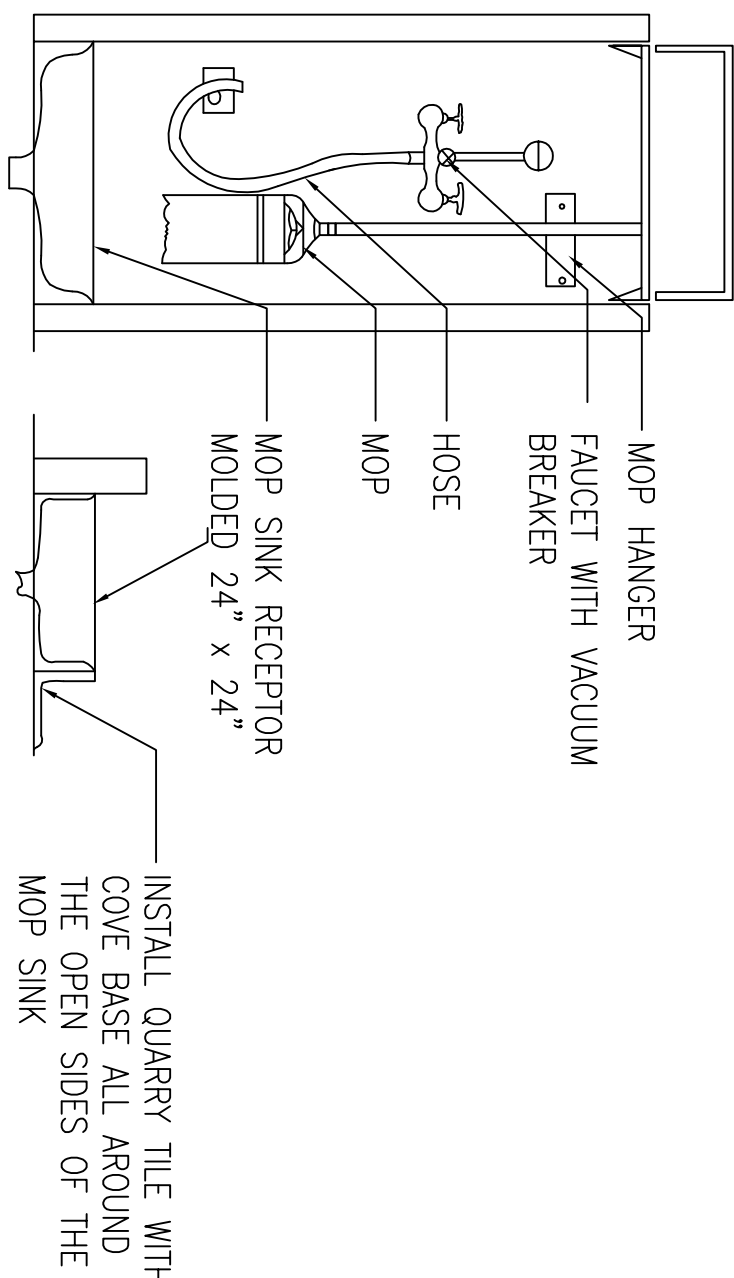 MOP HANGER
FAUCET WITH VACUUM
BREAKER
HOSE
MOP
MOP SINK RECEPTOR
MOLDED 24” x 24”
INSTALL QUARRY TILE WITH
COVE BASE ALL AROUND
THE OPEN SIDES OF THE
MOP SINK